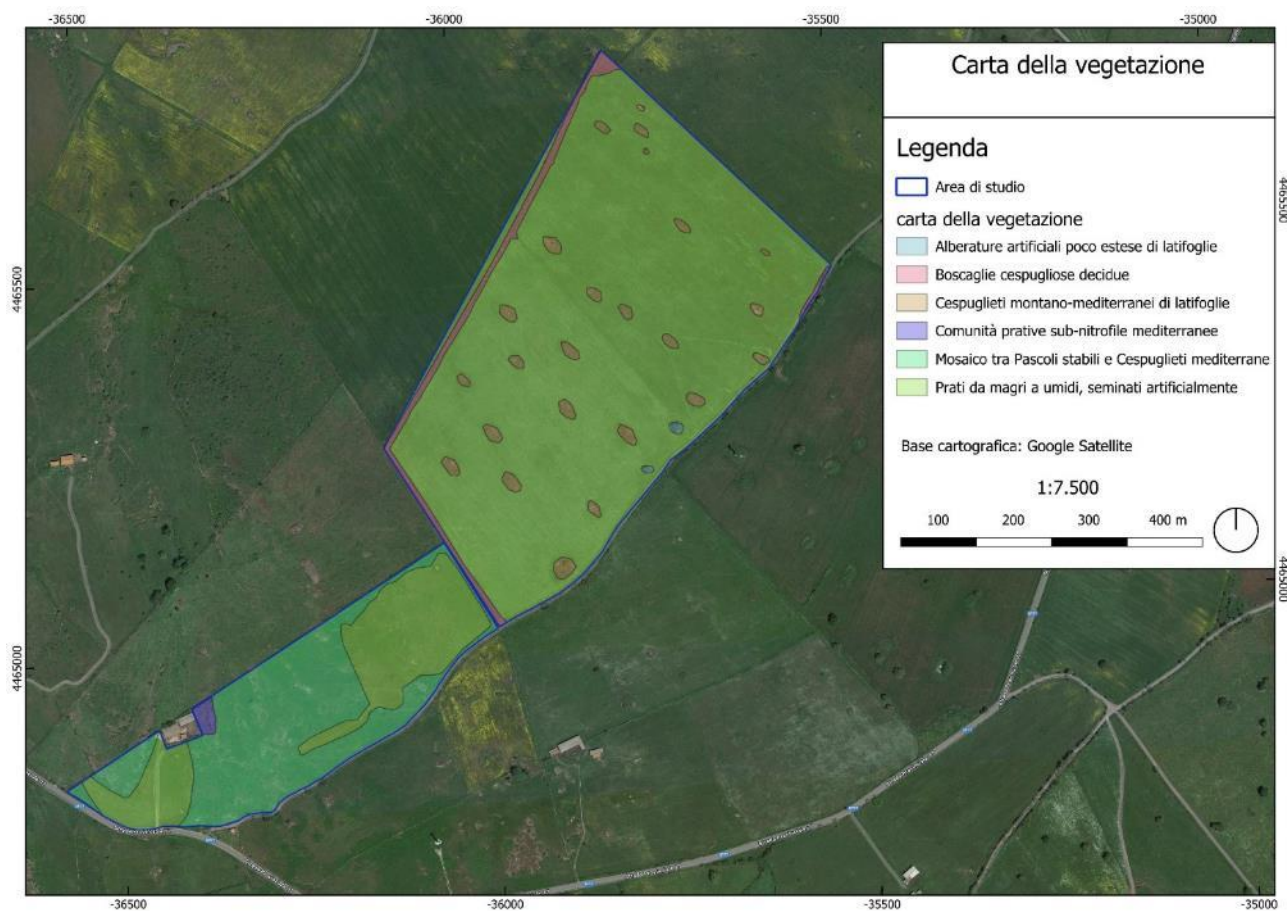 -36500
-36000
-35500
-35000
Carta della vegetazione
Legenda
Area di studio
carta della vegetazione
Alberature artificiali poco estese di latifoglie
Boscaglie cespugliose decidue
Cespuglieti montano-mediterranei di latifoglie
Comunità prative sub-nitrofile mediterranee
Mosaico tra Pascoli stabili e Cespuglieti mediterrane
Prati da magri a umidi, seminati artificialmente
Base cartografica: Google Satellite
1:7.500
100 200 300 400 m
4465500
4465000
4465500
4465000
-36500
-36000
-35500
-35000